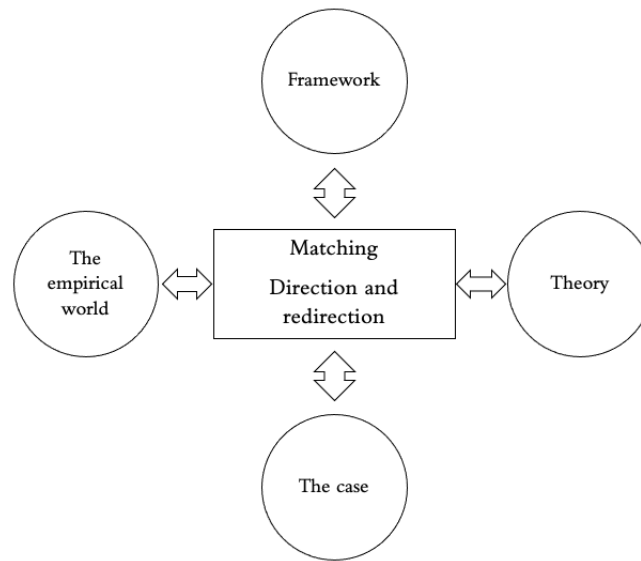 Framework
The
empirical
world
Matching
Direction and
redirection
Theory
The case